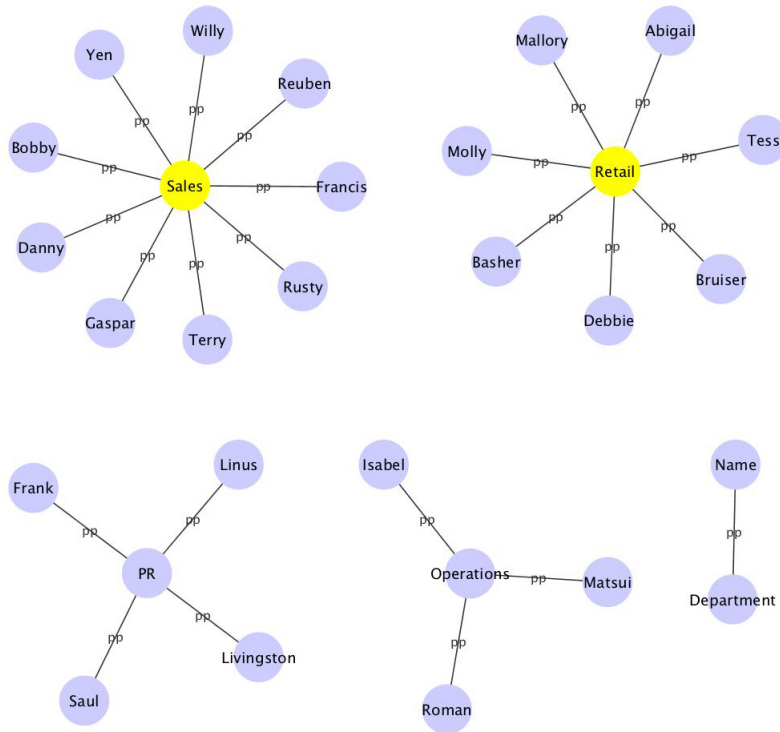 Willy
Yen
Reuben
pp
pp
pp
Bobby
pp
Sales
pp
Francis
Danny
pp
pp
pp
pp
Rusty
Gaspar
Terry
Mallory
Abigail
pp
pp
Tess
Molly
pp
pp
Retail
pp
pp
pp
Basher
Bruiser
Debbie
Linus
Frank
pp
pp
PR
pp
pp
Livingston
Saul
Isabel
pp
Operations
pp
Matsui
pp
Roman
Name
pp
Department